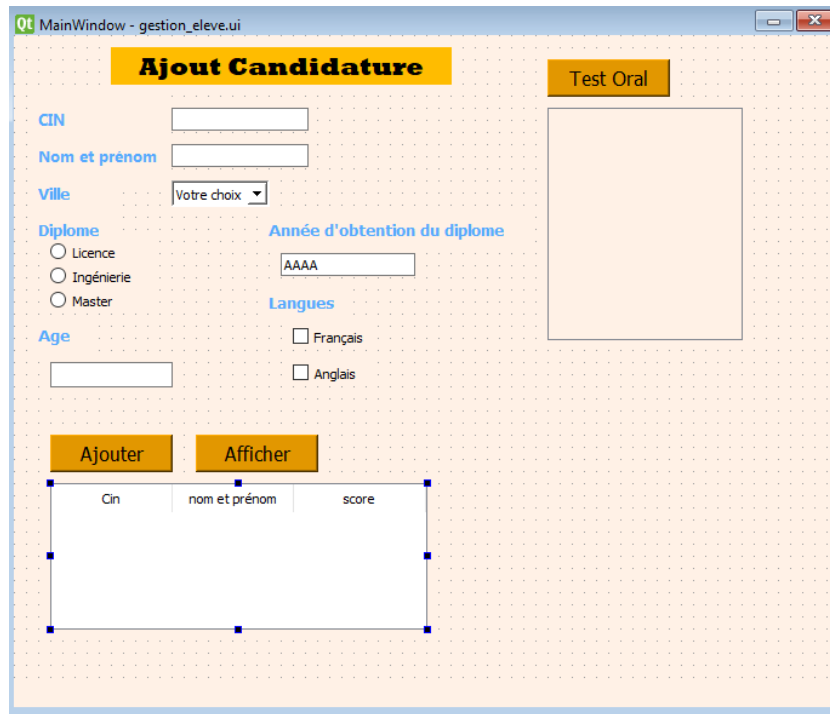 MainWindow - gestion_eleve.ui
Ajout Candidature
Test Oral
CIN
Nom et prénom
Ville
Votre choix
Diplome
Année d'obtention du diplome
Licence
AAAA
Ingénierie
Master
Langues
Age
Français
Anglais
Ajouter
Afficher
Cin
nom et prénom
score